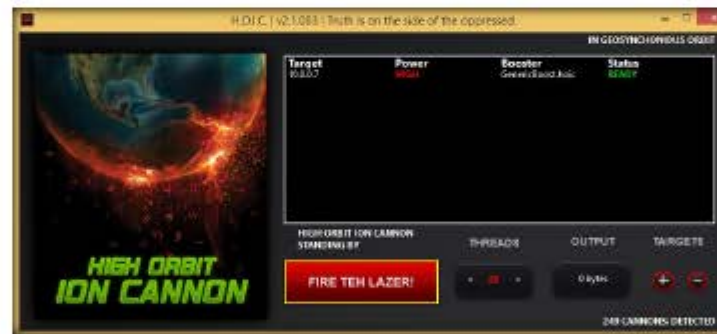 H.O.I.C. | v2.1.003 | Truth is on the side of the oppressed.
IN GEOSYNCHONIOUS ORBIT
Target Power Booster Status
10.0.0.7 HIGH GenericBoost.hoic READY
HIGH ORBIT
ION CANNON
HIGH ORBIT ION CANNON
STANDING BY
THREADS OUTPUT TARGETS
FIRE TEH LAZER!
0 bytes
+ -
249 CANNONS DETECTED